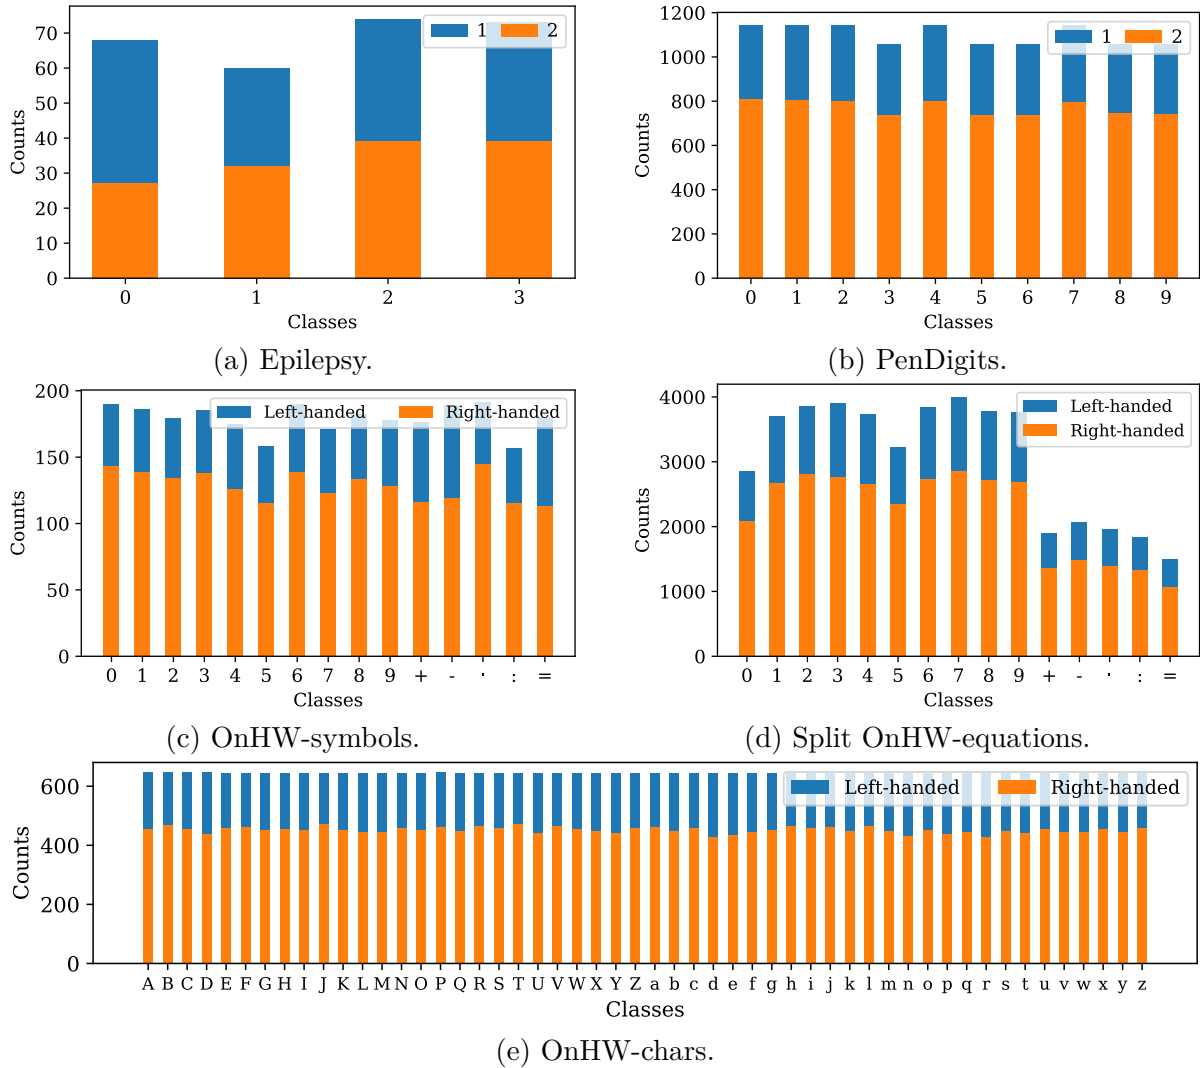 70
60
50
40
30
20
10
0
Counts
1 2
0 1 2 3
Classes
(a) Epilepsy.
1200
1000
800
600
400
200
0
Counts
1 2
0 1 2 3 4 5 6 7 8 9
Classes
(b) PenDigits.
200
150
100
50
0
Counts
Left-handed Right-handed
0 1 2 3 4 5 6 7 8 9 + - · : =
Classes
(c) OnHW-symbols.
4000
3000
2000
1000
0
Counts
Left-handed
Right-handed
0 1 2 3 4 5 6 7 8 9 + - · : =
Classes
(d) Split OnHW-equations.
600
400
200
0
Counts
Left-handed Right-handed
A B C D E F G H I J K L M N O P Q R S T U V W X Y Z a b c d e f g h i j k l m n o p q r s t u v w x y z
Classes
(e) OnHW-chars.